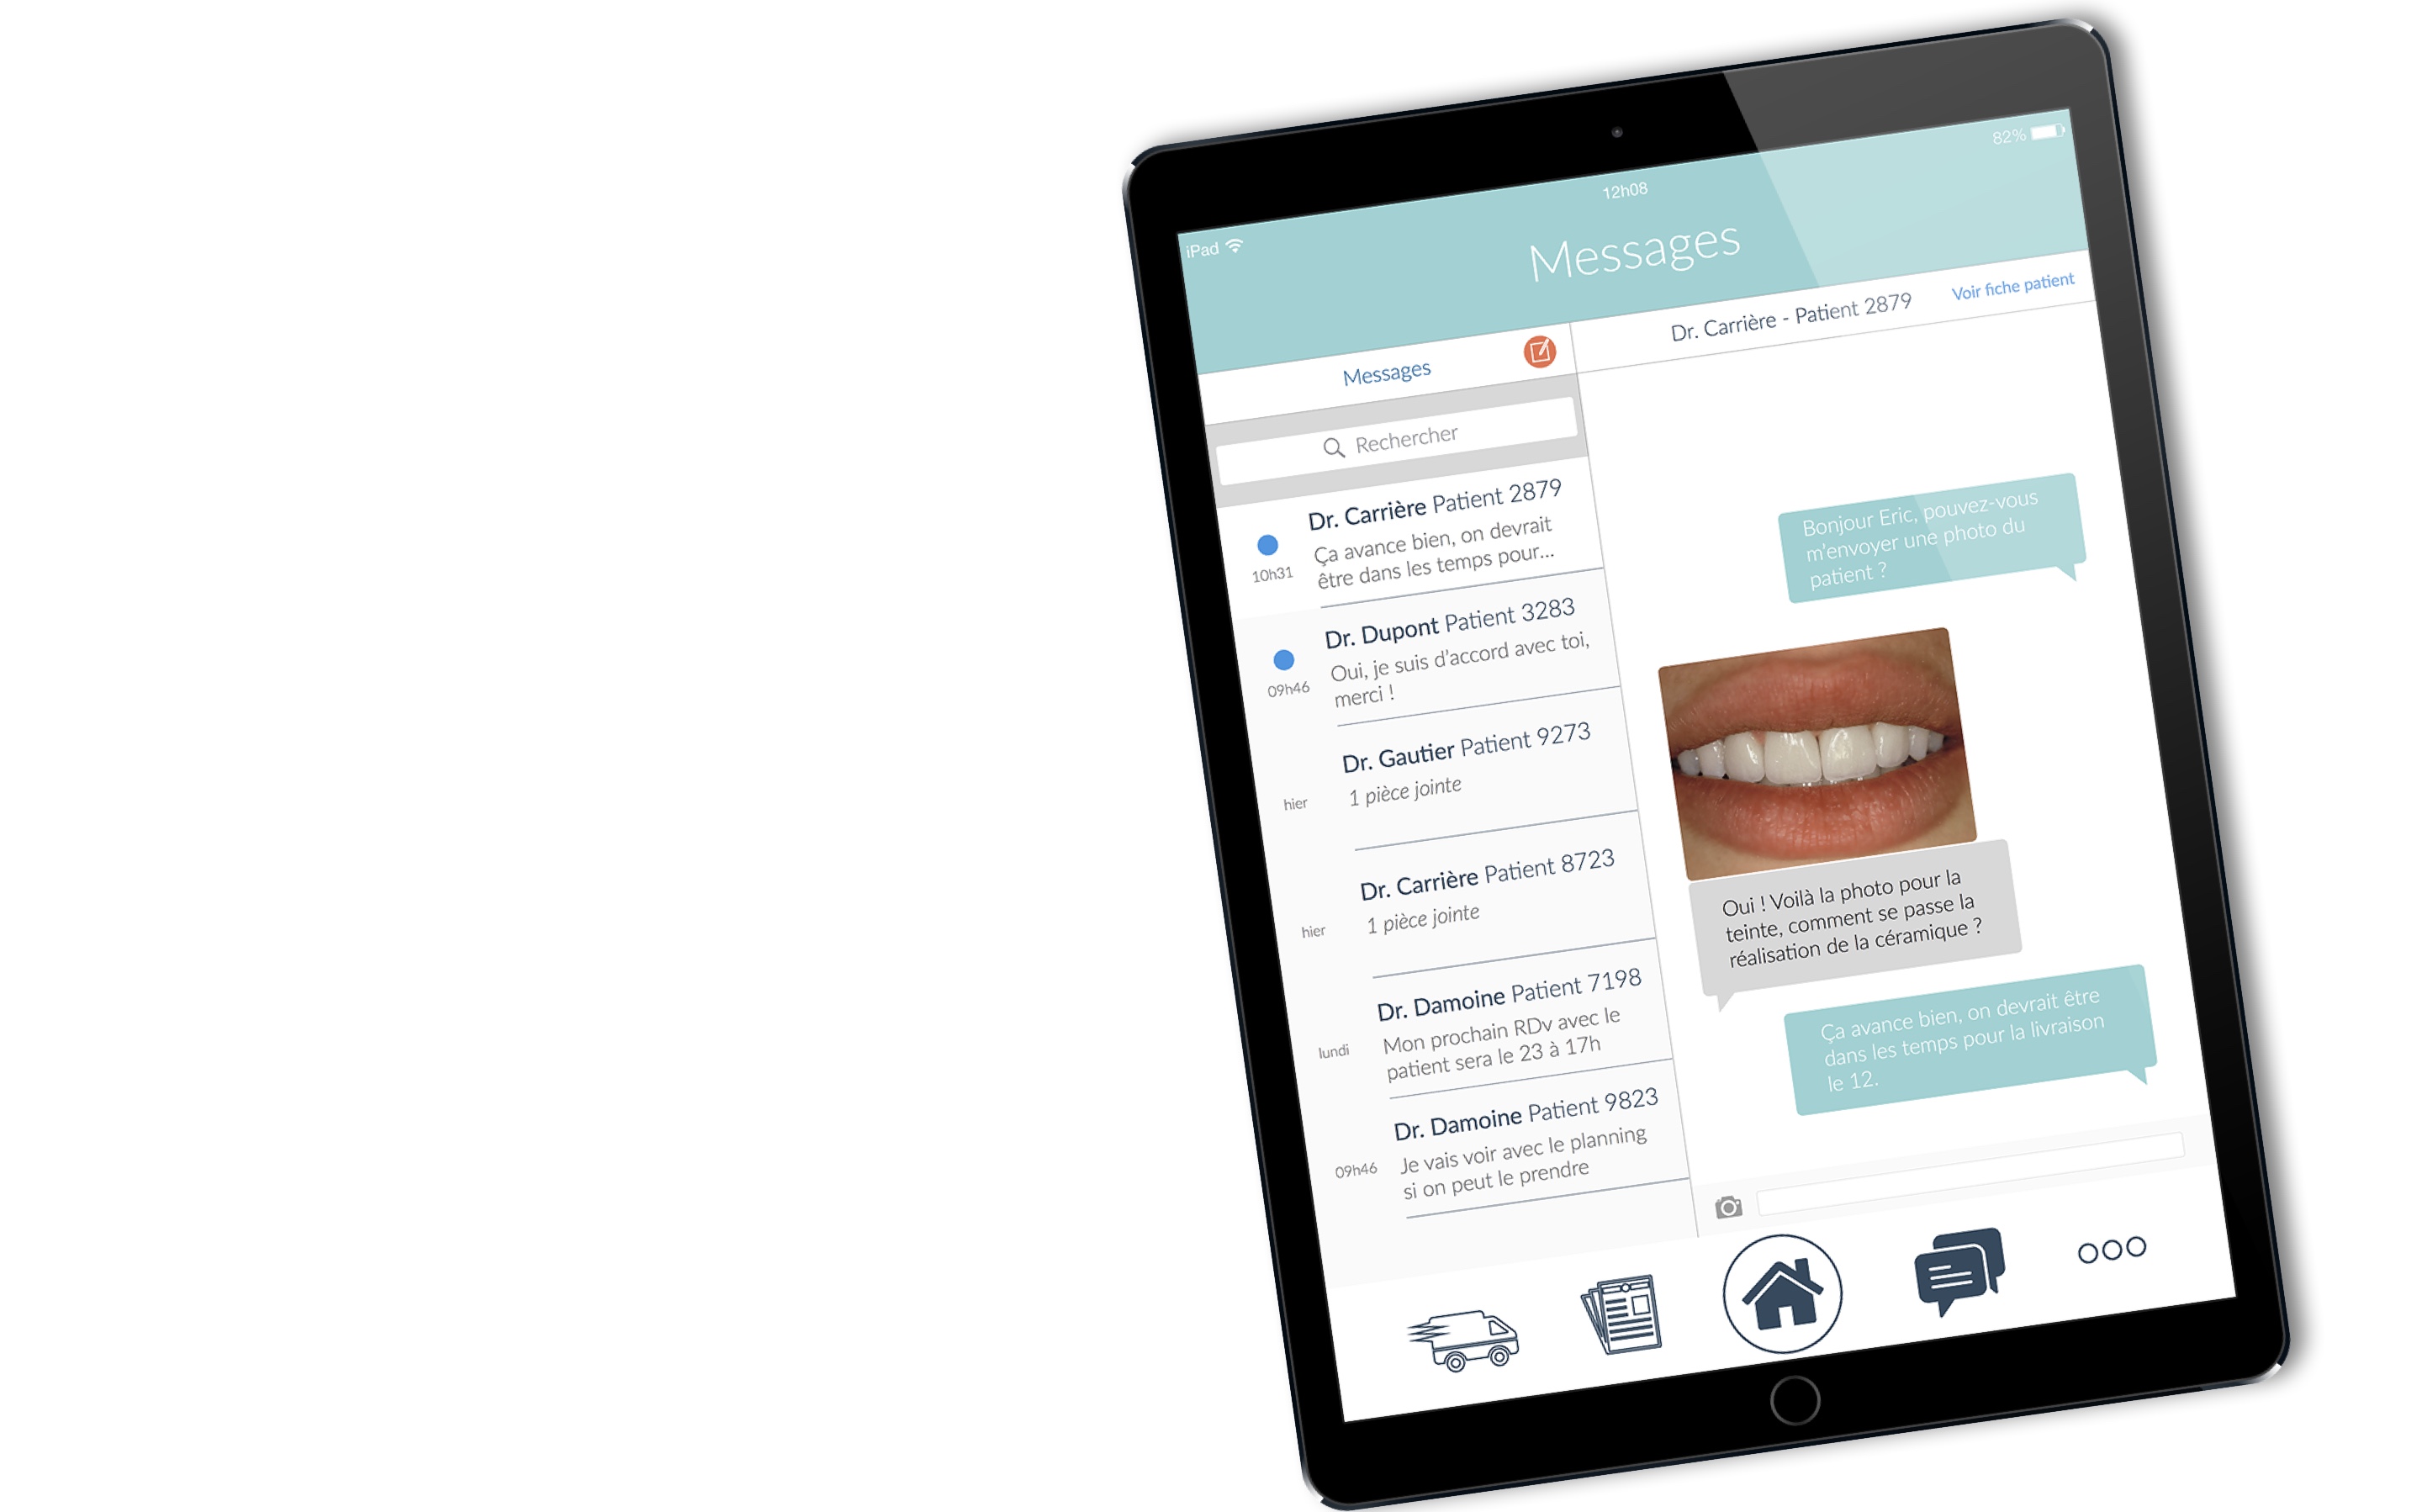 82%
12h08
iPad
Messages
Messages
Rechercher
Dr. Carrière Patient 2879
Ça avance bien, on devrait
être dans les temps pour...
10h31
Dr. Dupont Patient 3283
Oui, je suis d'accord avec toi,
merci !
09h46
Dr. Gautier Patient 9273
1 pièce jointe
hier
Dr. Carrière Patient 8723
1 pièce jointe
hier
Dr. Damoine Patient 7198
Mon prochain RDv avec le
patient sera le 23 à 17h
lundi
Dr. Damoine Patient 9823
Je vais voir avec le planning
si on peut le prendre
09h46
Dr. Carrière - Patient 2879
Voir fiche patient
Bonjour Eric, pouvez-vous
m'envoyer une photo du
patient ?
Oui ! Voilà la photo pour la
teinte, comment se passe la
réalisation de la céramique ?
Ça avance bien, on devrait être
dans les temps pour la livraison
le 12.